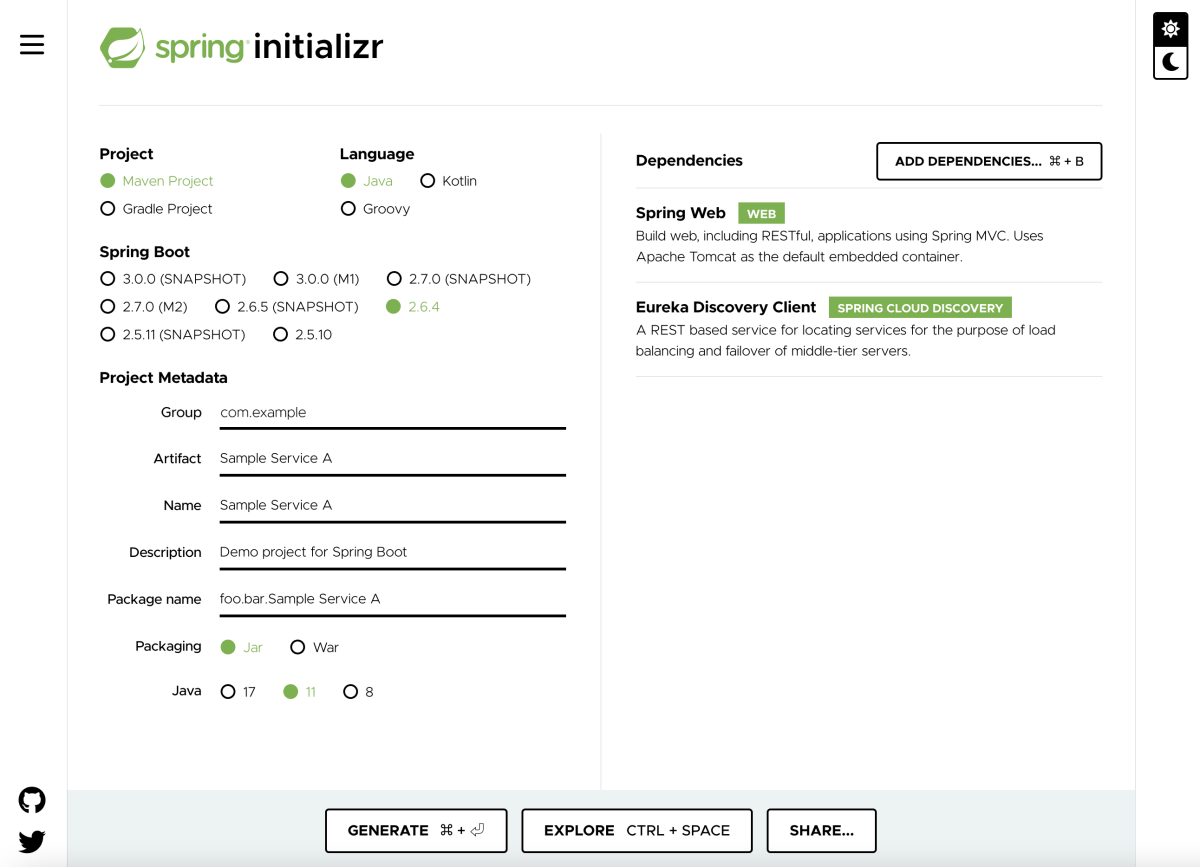 spring initializr
Project
Maven Project
Gradle Project
Language
Java Kotlin
Groovy
Spring Boot
3.0.0 (SNAPSHOT) 3.0.0 (M1) 2.7.0 (SNAPSHOT)
2.7.0 (M2) 2.6.5 (SNAPSHOT) 2.6.4
2.5.11 (SNAPSHOT) 2.5.10
Project Metadata
Group com.example
Artifact Sample Service A
Name Sample Service A
Description Demo project for Spring Boot
Package name foo.bar.Sample Service A
Packaging Jar War
Java 17 11 8
Dependencies ADD DEPENDENCIES... ⌘ + B
Spring Web WEB
Build web, including RESTful, applications using Spring MVC. Uses
Apache Tomcat as the default embedded container.
Eureka Discovery Client SPRING CLOUD DISCOVERY
A REST based service for locating services for the purpose of load
balancing and failover of middle-tier servers.
GENERATE ⌘ + ⏎ EXPLORE CTRL + SPACE SHARE...